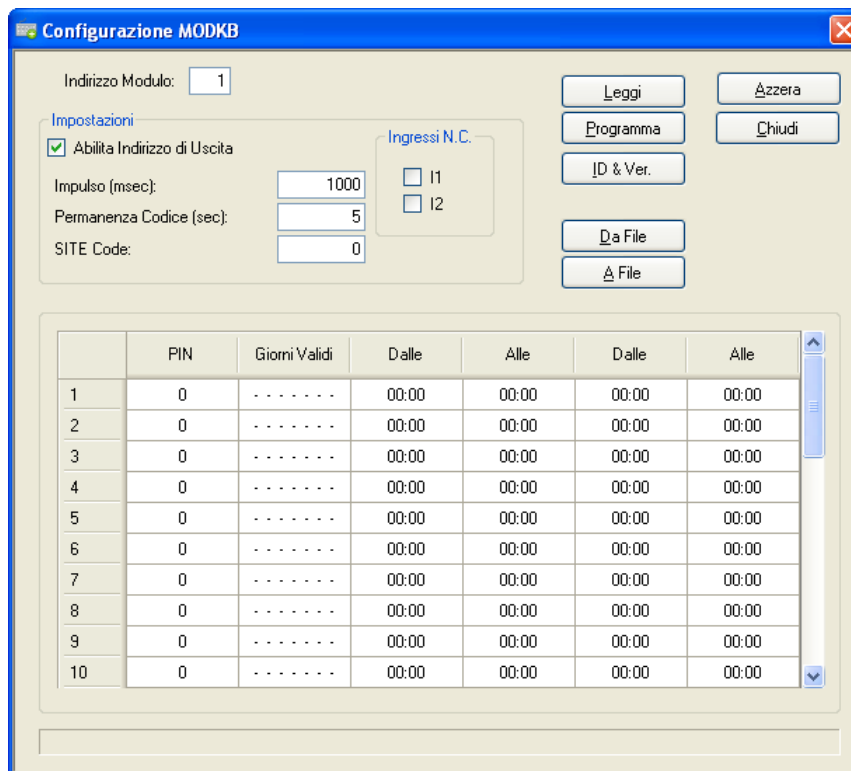 Configurazione MODKB
Indirizzo Modulo: 1
Leggi
Azzera
Programma
Chiudi
ID & Ver.
Da File
A File
Impostazioni
Abilita Indirizzo di Uscita
Impulso (msec): 1000
Permanenza Codice (sec): 5
SITE Code: 0
Ingressi N.C.
I1
I2
PIN Giorni Validi Dalle Alle Dalle Alle
1 0 - - - - - - - 00:00 00:00 00:00 00:00
2 0 - - - - - - - 00:00 00:00 00:00 00:00
3 0 - - - - - - - 00:00 00:00 00:00 00:00
4 0 - - - - - - - 00:00 00:00 00:00 00:00
5 0 - - - - - - - 00:00 00:00 00:00 00:00
6 0 - - - - - - - 00:00 00:00 00:00 00:00
7 0 - - - - - - - 00:00 00:00 00:00 00:00
8 0 - - - - - - - 00:00 00:00 00:00 00:00
9 0 - - - - - - - 00:00 00:00 00:00 00:00
10 0 - - - - - - - 00:00 00:00 00:00 00:00